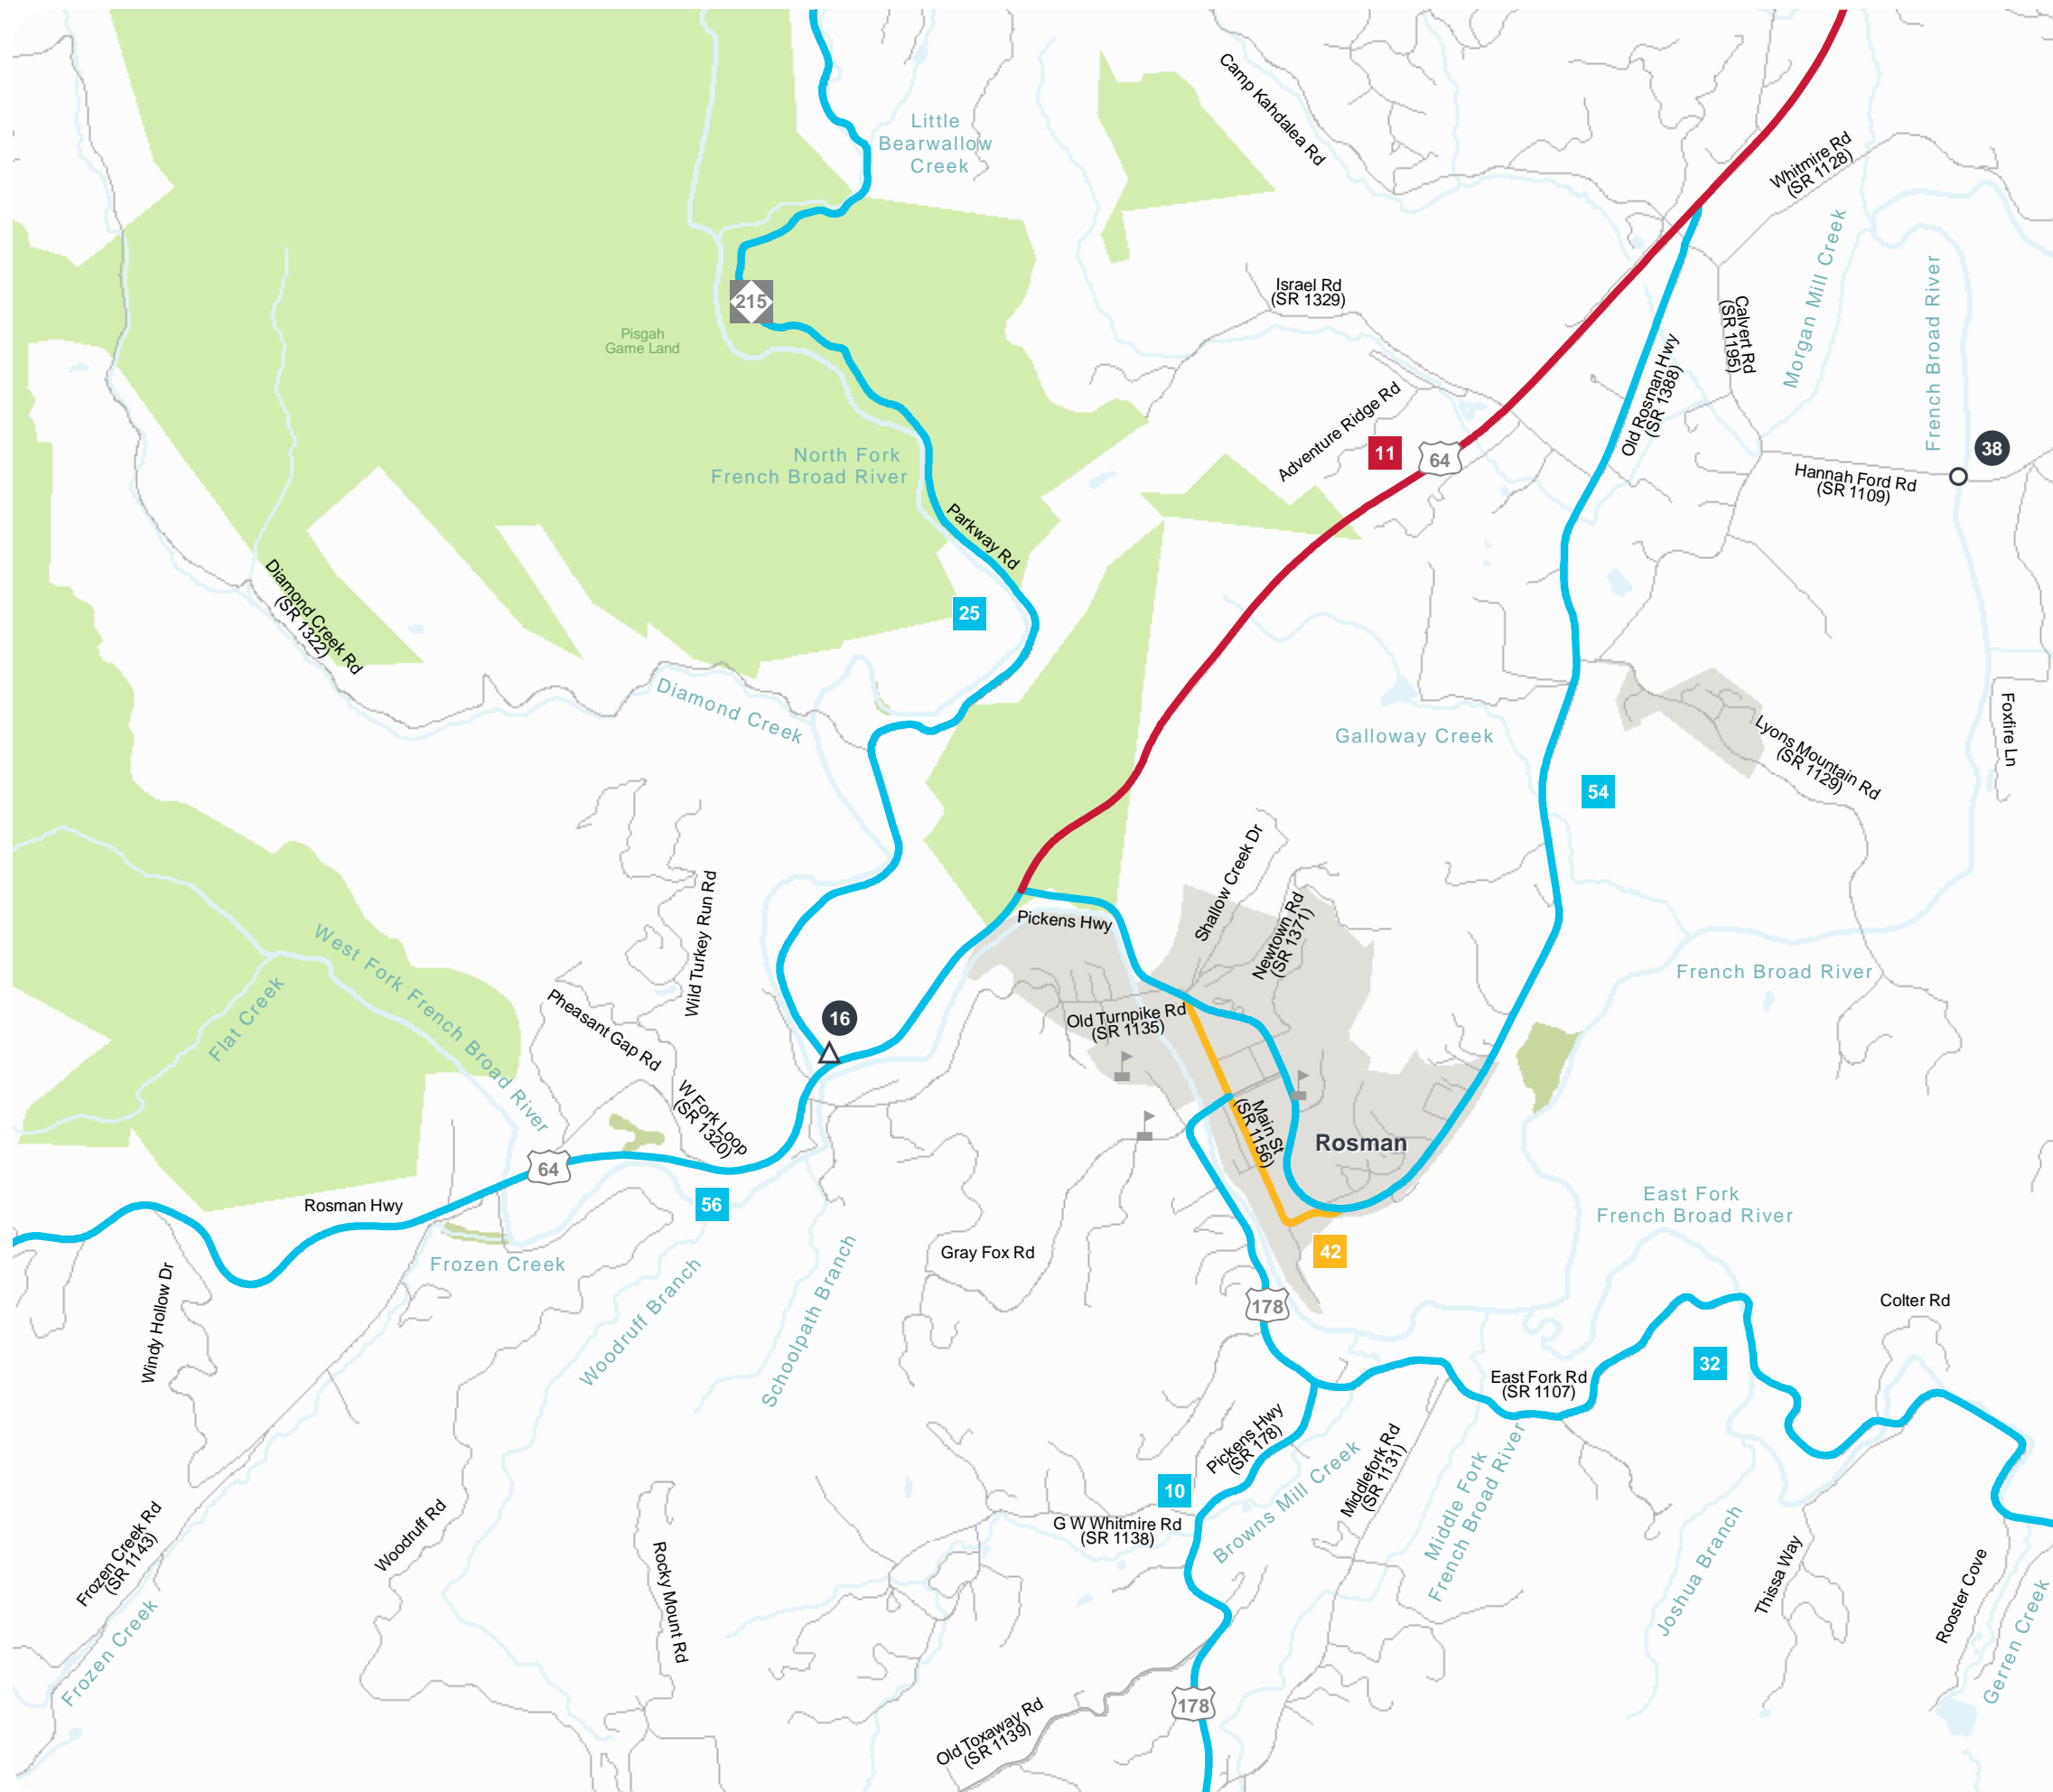 Little
Bearwallow
Creek
Camp Kahdalea Rd
Whitmire Rd
(SR 1128)
Morgan Mill Creek
French Broad River
215
Pisgah
Game Land
Israel Rd
(SR 1329)
Calvert Rd
(SR 1195)
Old Rosman Hwy
(SR 1388)
Adventure Ridge Rd
11
64
38
Hannah Ford Rd
(SR 1109)
North Fork
French Broad River
Parkway Rd
25
Diamond Creek Rd
(SR 1322)
Diamond Creek
Galloway Creek
Foxfire Ln
Lyons Mountain Rd
(SR 1129)
54
Shallow Creek Dr
Newtown Rd
(SR 1371)
Pickens Hwy
Wild Turkey Run Rd
West Fork French Broad River
Flat Creek
French Broad River
Pheasant Gap Rd
16
Old Turnpike Rd
(SR 1135)
W Fork Loop
(SR 1320)
Main St
(SR 1156)
Rosman
64
Rosman Hwy
56
East Fork
French Broad River
Gray Fox Rd
42
Frozen Creek
Windy Hollow Dr
Woodruff Branch
Schoolpath Branch
178
Colter Rd
32
East Fork Rd
(SR 1107)
Pickens Hwy
(SR 178)
Middlefork Rd
(SR 1131)
10
Browns Mill Creek
Middle Fork
French Broad River
G W Whitmire Rd
(SR 1138)
Frozen Creek Rd
(SR 1143)
Woodruff Rd
Rocky Mount Rd
Joshua Branch
Thissa Way
Rooster Cove
Gerren Creek
Frozen Creek
178
Old Toxaway Rd
(SR 1139)